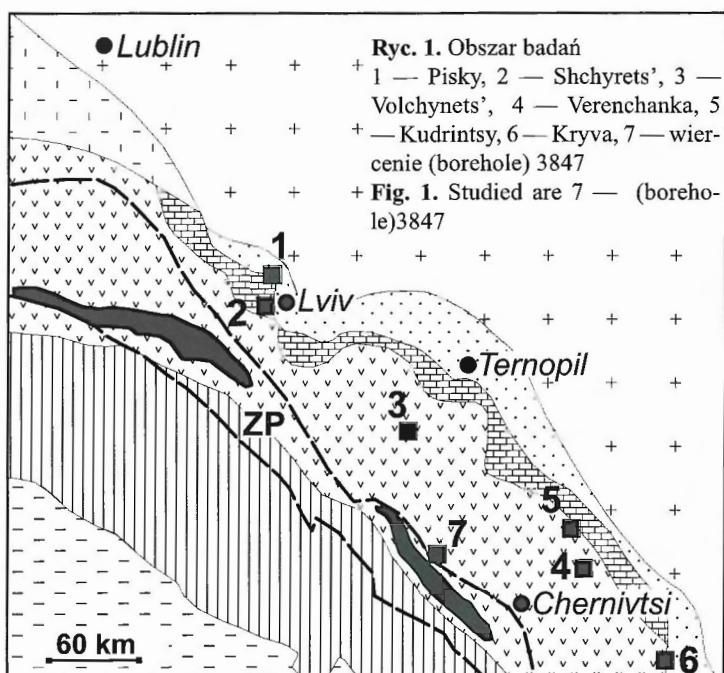 Lublin
Ryc. 1. Obszar badań
1 — Pisky, 2 — Shchyrets', 3 —
Volchynets', 4 — Verenchanka, 5
— Kudrintsy, 6 — Kryva, 7 — wier-
cenie (borehole) 3847
Fig. 1. Studied are 7 — (boreho-
le)3847
1
Lviv
2
Ternopil
3
ZP
5
7
4
Chernivtsi
60 km
6